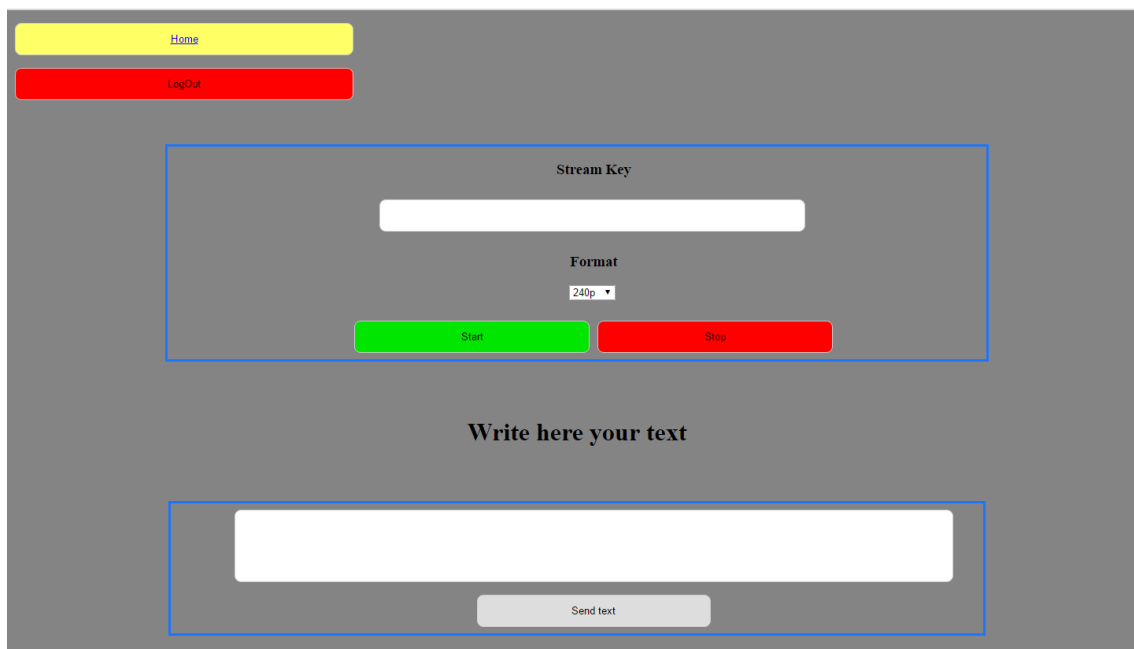 Home
LogOut
Stream Key
Format
240p
Start Stop
Write here your text
Send text